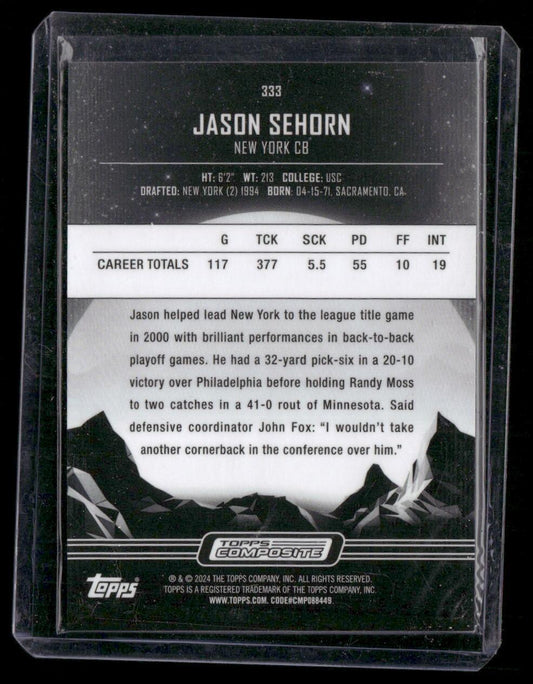 333
JASON SEHORN
NEW YORK CB
HT: 6'2" WT: 213 COLLEGE: USC
DRAFTED: NEW YORK (2) 1994 BORN: 04-15-71, SACRAMENTO, CA.
G TCK SCK PD FF INT
CAREER TOTALS 117 377 5.5 55 10 19
Jason helped lead New York to the league title game
in 2000 with brilliant performances in back-to-back
playoff games. He had a 32-yard pick-six in a 20-10
victory over Philadelphia before holding Randy Moss
to two catches in a 41-0 rout of Minnesota. Said
defensive coordinator John Fox: “I wouldn’t take
another cornerback in the conference over him.”
TOPPS
COMPOSITE
Topps
® & © 2024 THE TOPPS COMPANY, INC. ALL RIGHTS RESERVED.
TOPPS IS A REGISTERED TRADEMARK OF THE TOPPS COMPANY, INC.
WWW.TOPPS.COM. CODE#CMP088449